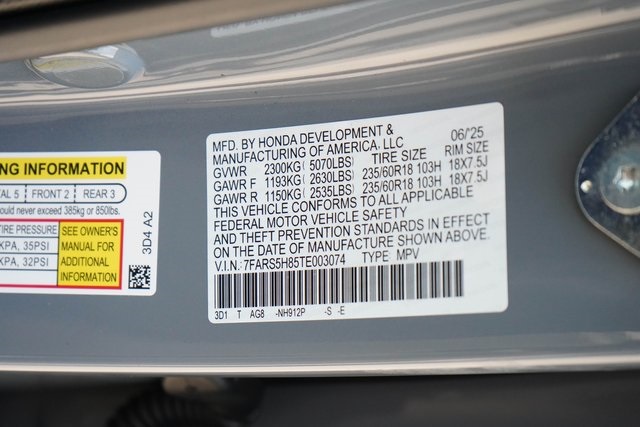 NG INFORMATION
TAL 5 FRONT 2 REAR 3
ould never exceed 385kg or 850lbs.
TIRE PRESSURE
KPA, 35PSI
KPA, 32PSI
SEE OWNER'S
MANUAL FOR
ADDITIONAL
INFORMATION
3D4 A2
MFD. BY HONDA DEVELOPMENT & 06/25
MANUFACTURING OF AMERICA, LLC
TIRE SIZE RIM SIZE
GVWR 2300KG (5070LBS)
GAWR F 1193KG (2630LBS) 235/60R18 103H 18X7.5J
GAWR R 1150KG (2535LBS) 235/60R18 103H 18X7.5J
THIS VEHICLE CONFORMS TO ALL APPLICABLE
FEDERAL MOTOR VEHICLE SAFETY
AND THEFT PREVENTION STANDARDS IN EFFECT
ON THE DATE OF MANUFACTURE SHOWN ABOVE.
V.I.N.: 7FARS5H85TE003074 TYPE MPV
3D1 T AG8 -NH912P -S -E